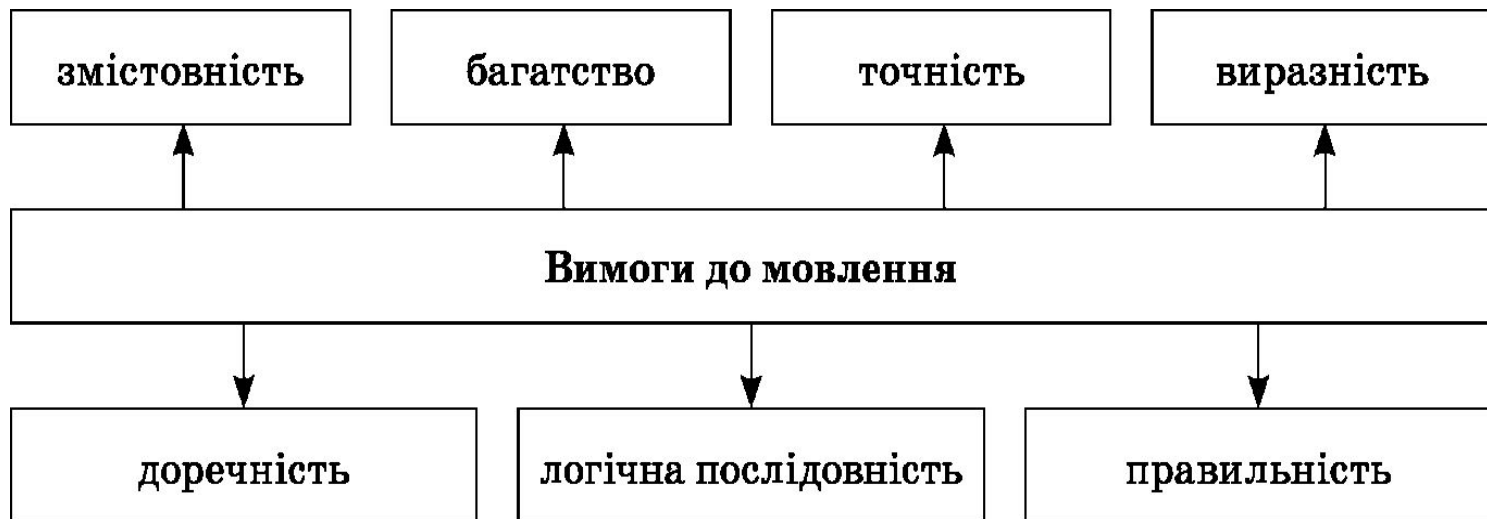 змістовність
багатство
точність
виразність
Вимоги до мовлення
доречність
логічна послідовність
правильність